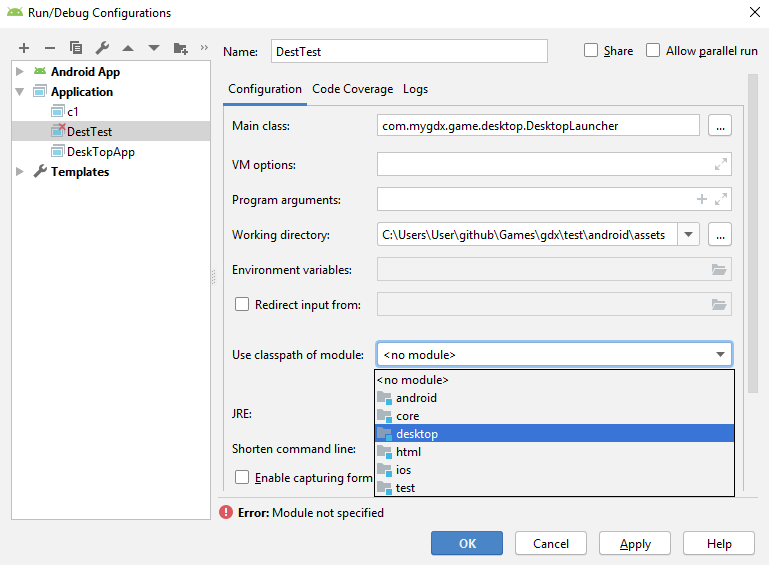 Run/Debug Configurations
Name: DestTest
Share
Allow parallel run
Android App
Application
c1
DestTest
DeskTopApp
Templates
Configuration Code Coverage Logs
Main class: com.mygdx.game.desktop.DesktopLauncher ...
VM options:
Program arguments:
Working directory: C:\Users\User\github\Games\gdx\test\android\assets ...
Environment variables:
Redirect input from:
Use classpath of module: <no module>
<no module>
android
core
desktop
html
ios
test
JRE:
Shorten command line:
Enable capturing form
Error: Module not specified
OK Cancel Apply Help